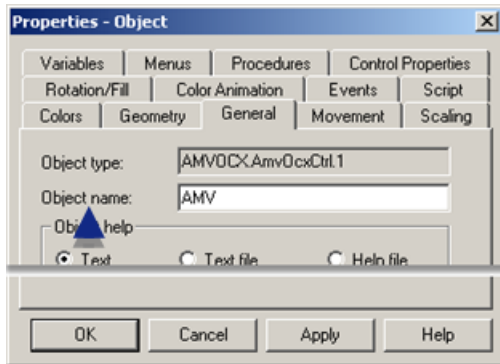 Properties - Object
Variables Menus Procedures Control Properties
Rotation/Fill Color Animation Events Script
Colors Geometry General Movement Scaling
Object type: AMVOCX.AmvOcxCtrl.1
Object name: AMV
help
Text Text file Help file
OK Cancel Apply Help